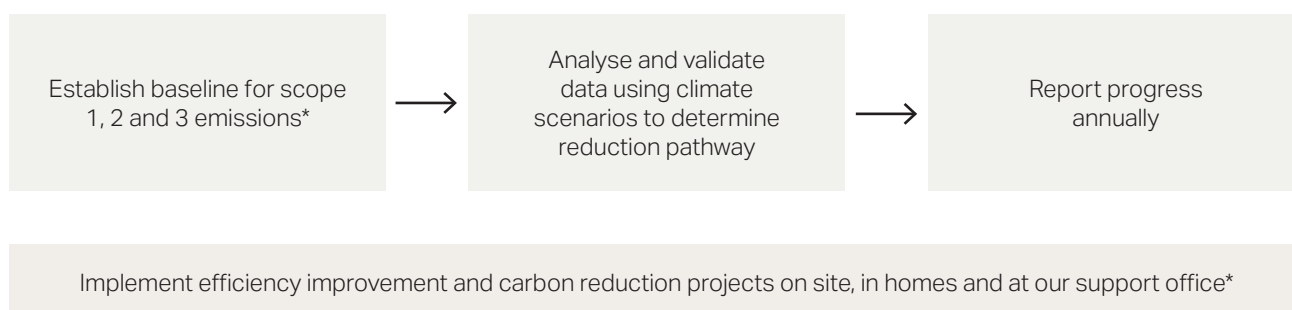 Establish baseline for scope
1, 2 and 3 emissions*
Analyse and validate
data using climate
scenarios to determine
reduction pathway
Report progress
annually
Implement efficiency improvement and carbon reduction projects on site, in homes and at our support office*